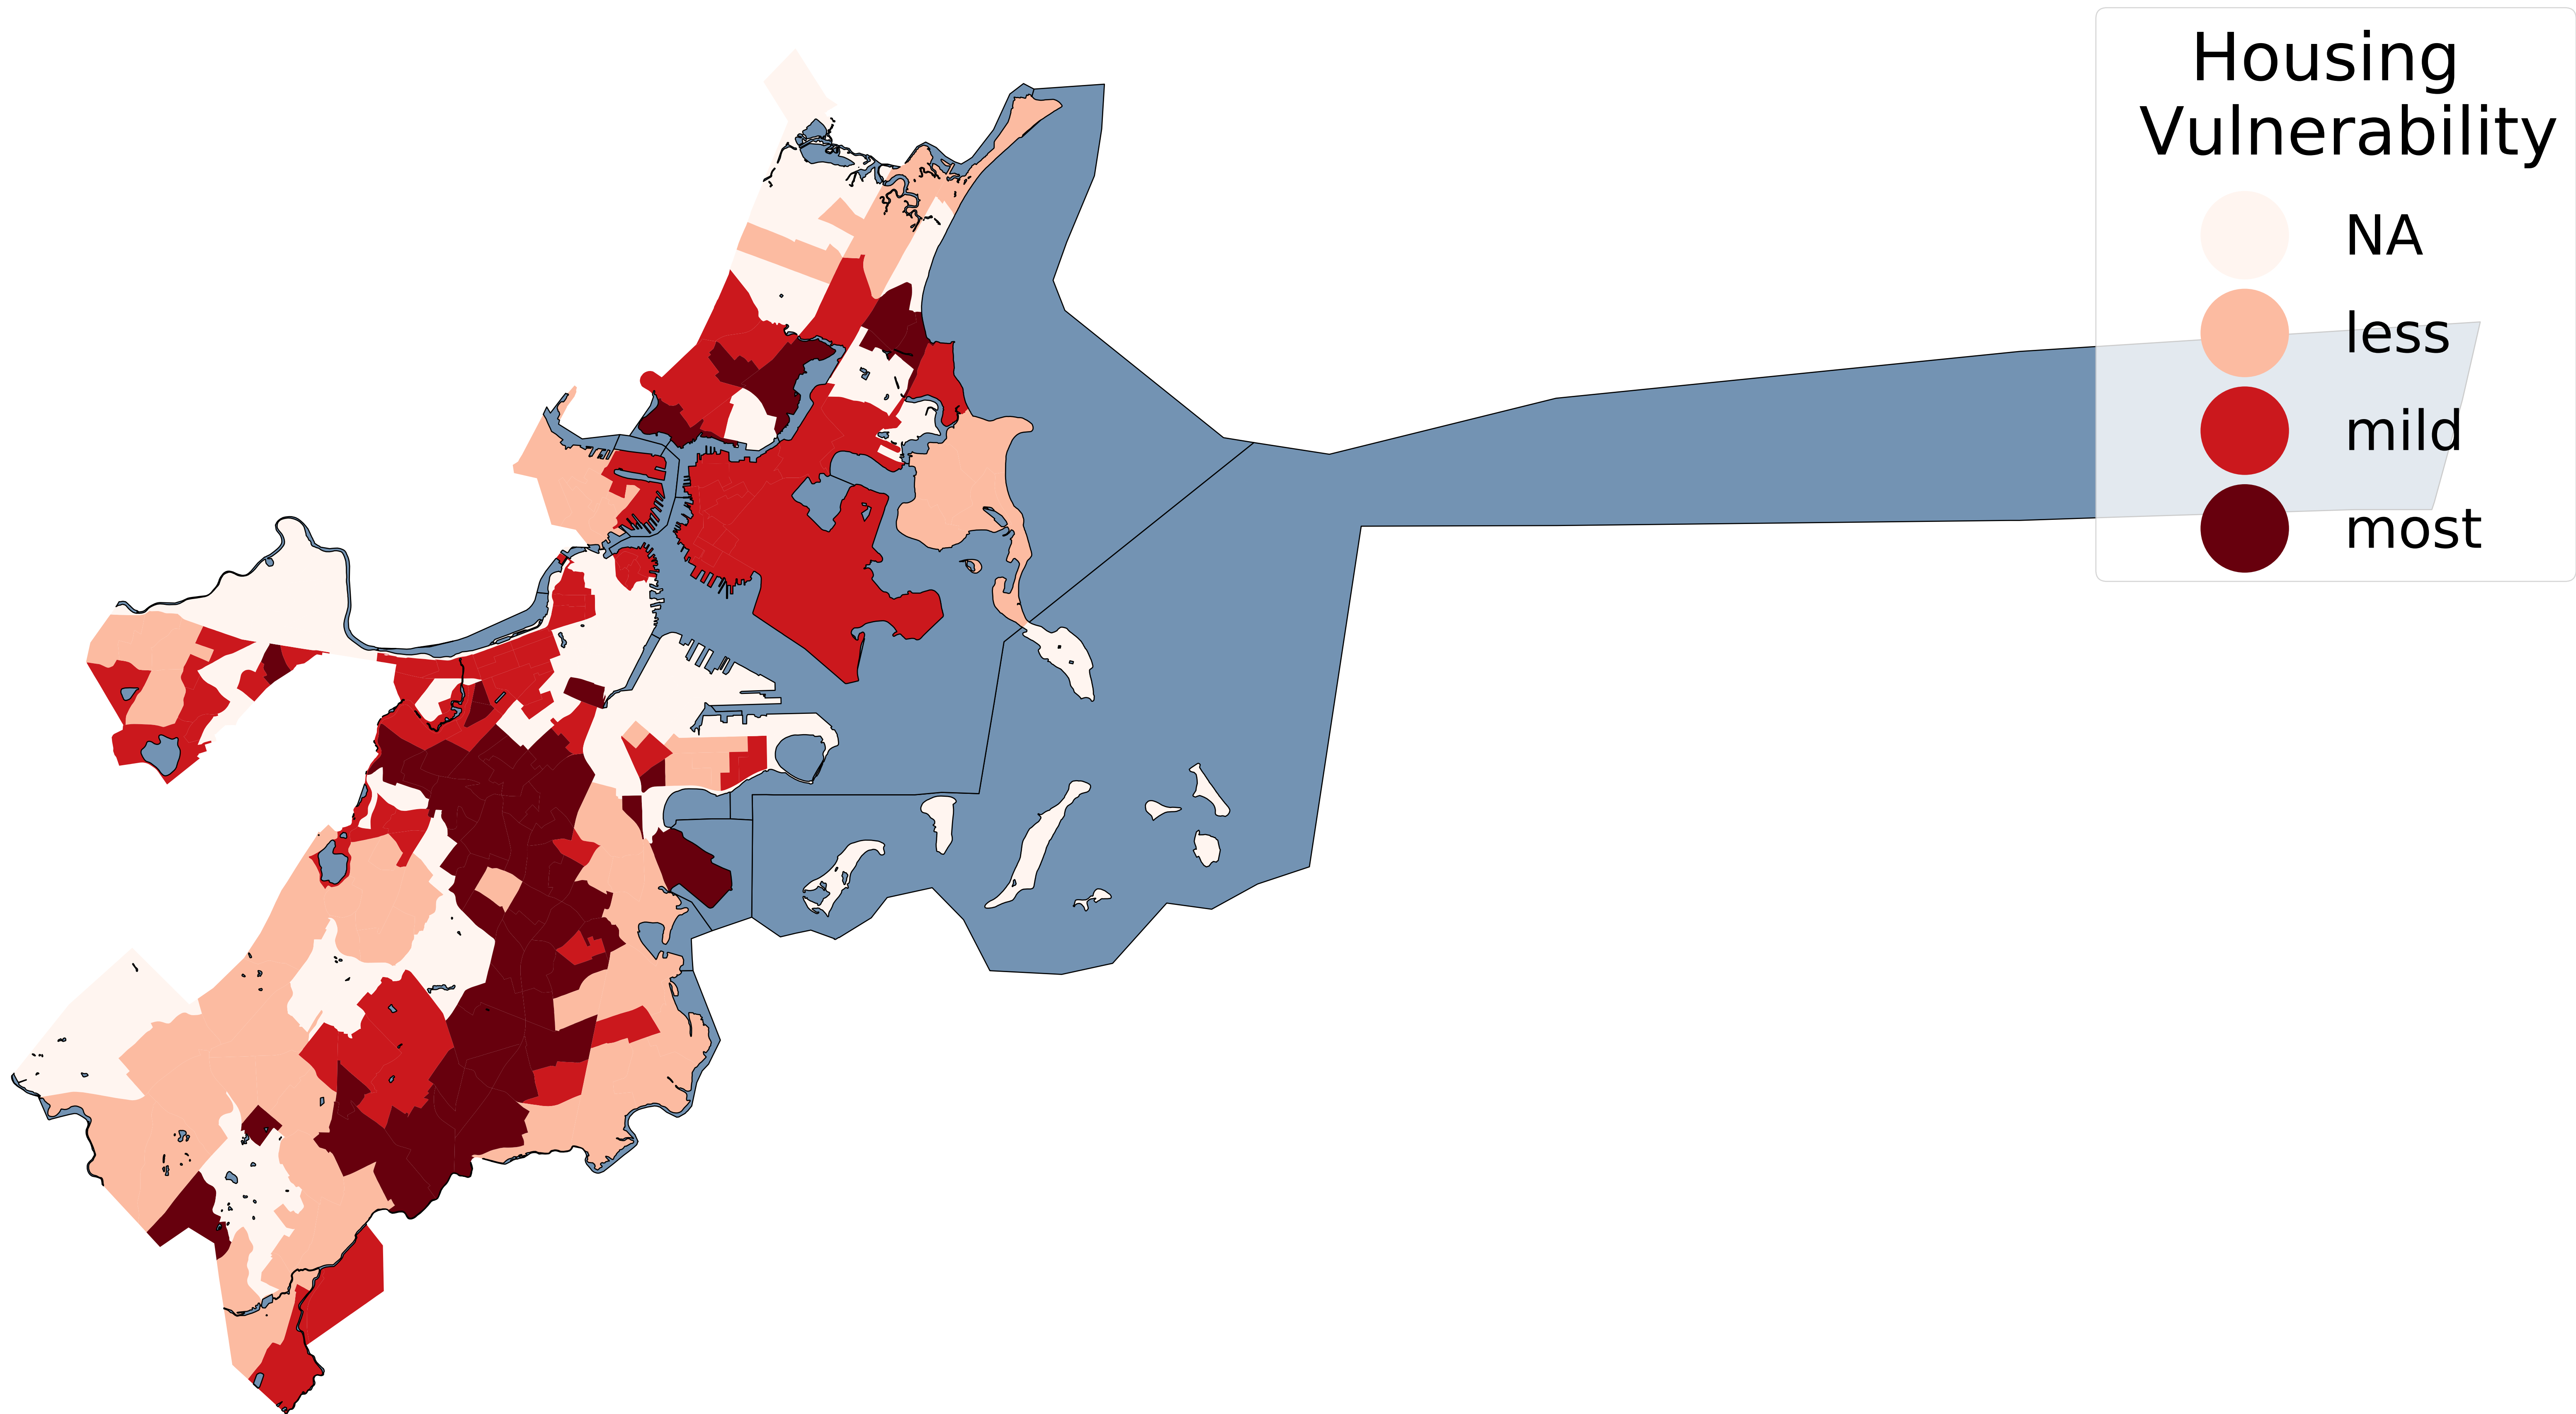 Housing
Vulnerability
NA
less
mild
most